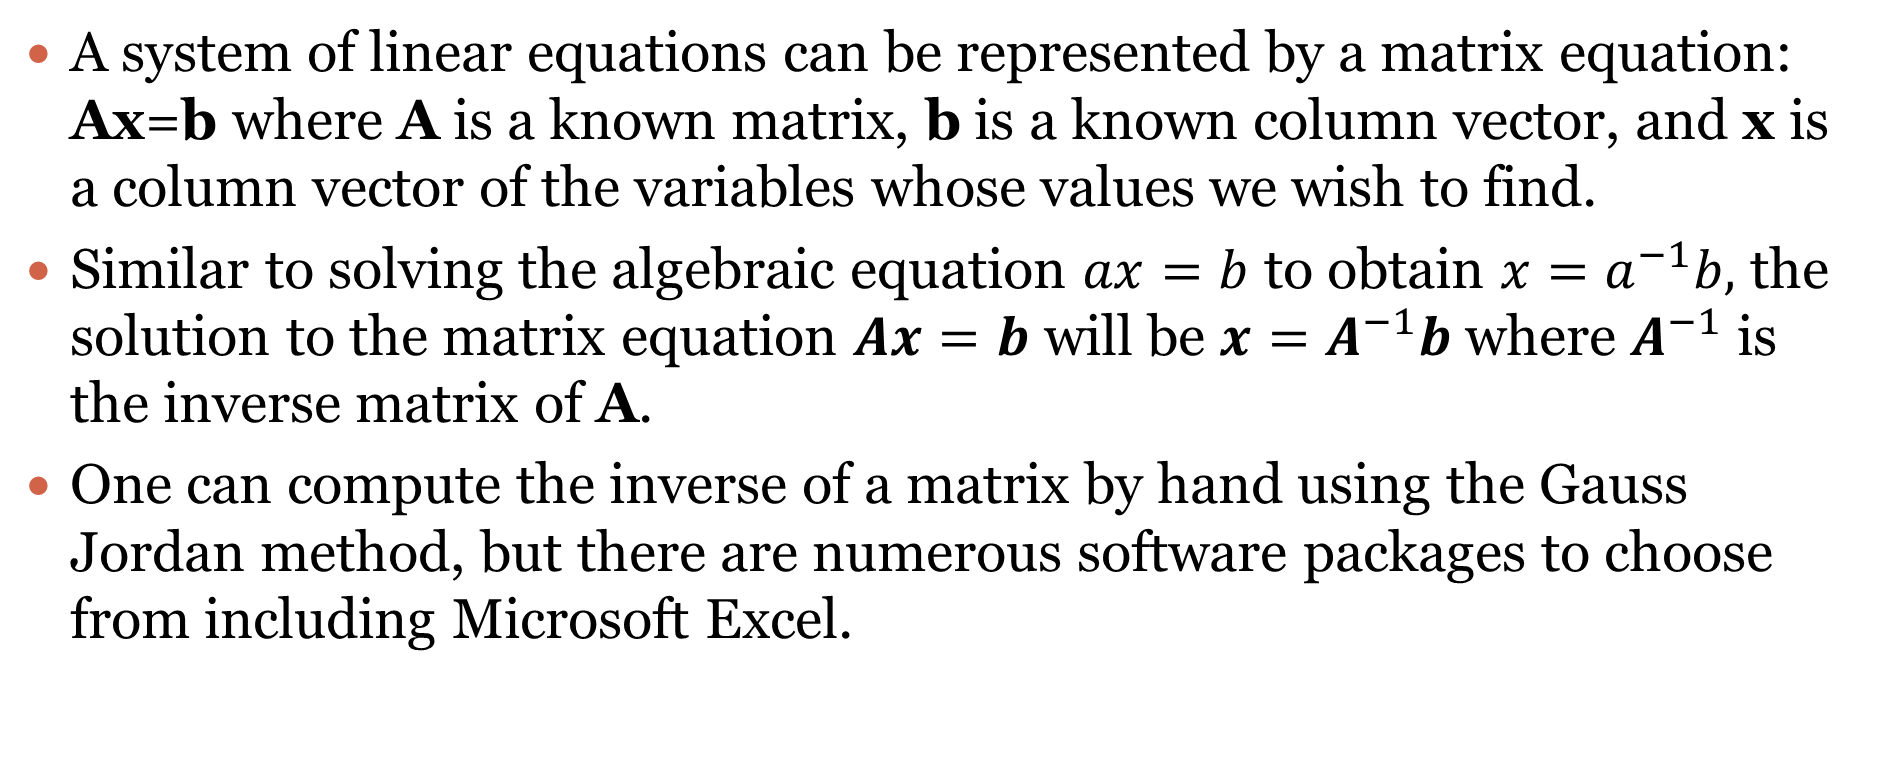 • A system of linear equations can be represented by a matrix equation:
Ax=b where A is a known matrix, b is a known column vector, and x is
a column vector of the variables whose values we wish to find.
• Similar to solving the algebraic equation ax = b to obtain x = a⁻¹b, the
solution to the matrix equation Ax = b will be x = A⁻¹b where A⁻¹ is
the inverse matrix of A.
• One can compute the inverse of a matrix by hand using the Gauss
Jordan method, but there are numerous software packages to choose
from including Microsoft Excel.